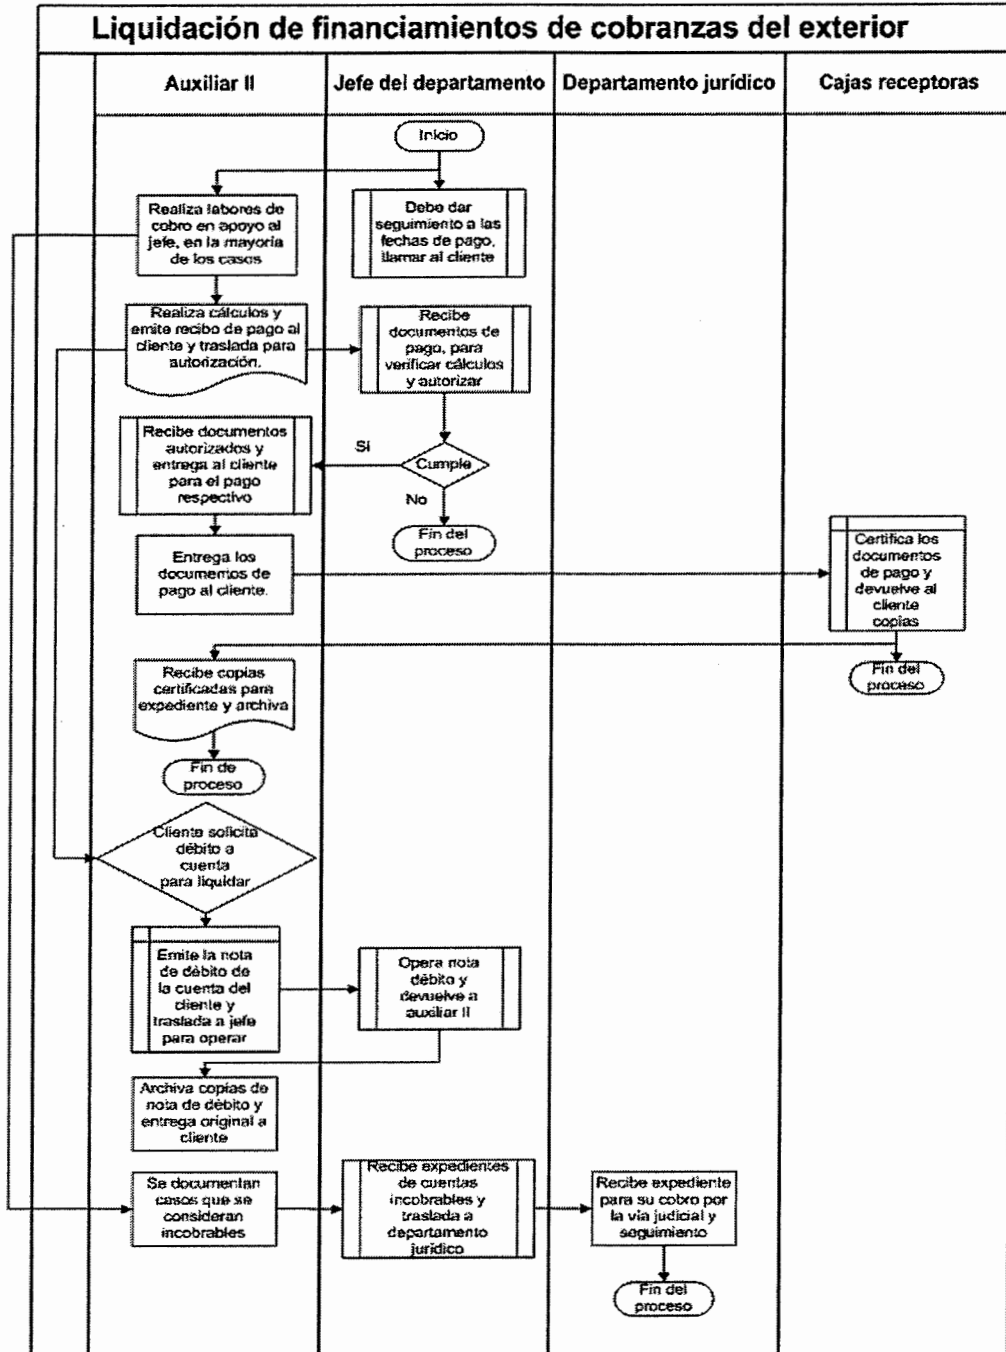 Liquidación de financiamientos de cobranzas del exterior
Auxiliar II
Jefe del departamento
Departamento jurídico
Cajas receptoras
Inicio
Realiza labores de
cobro en apoyo al
jefe, en la mayoría
de los casos
Debe dar
seguimiento a las
fechas de pago,
llamar al cliente
Realiza cálculos y
emite recibo de pago al
cliente y traslada para
autorización.
Recibe
documentos de
pago, para
verificar cálculos
y autorizar
Recibe documentos
autorizados y
entrega al cliente
para el pago
respectivo
Si
Cumple
No
Fin del
proceso
Entrega los
documentos de
pago al cliente.
Certifica los
documentos
de pago y
devuelve al
cliente
copias
Recibe copias
certificadas para
expediente y archiva
Fin del
proceso
Fin de
proceso
Cliente solicita
débito a
cuenta
para liquidar
Emite la nota
de débito de
la cuenta del
cliente y
traslada a jefe
para operar
Opera nota
débito y
devuelve a
auxiliar II
Archiva copias de
nota de débito y
entrega original a
cliente
Se documentan
casos que se
consideran
incobrables
Recibe expedientes
de cuentas
incobrables y
traslada a
departamento
jurídico
Recibe expediente
para su cobro por
la vía judicial y
seguimiento
Fin del
proceso